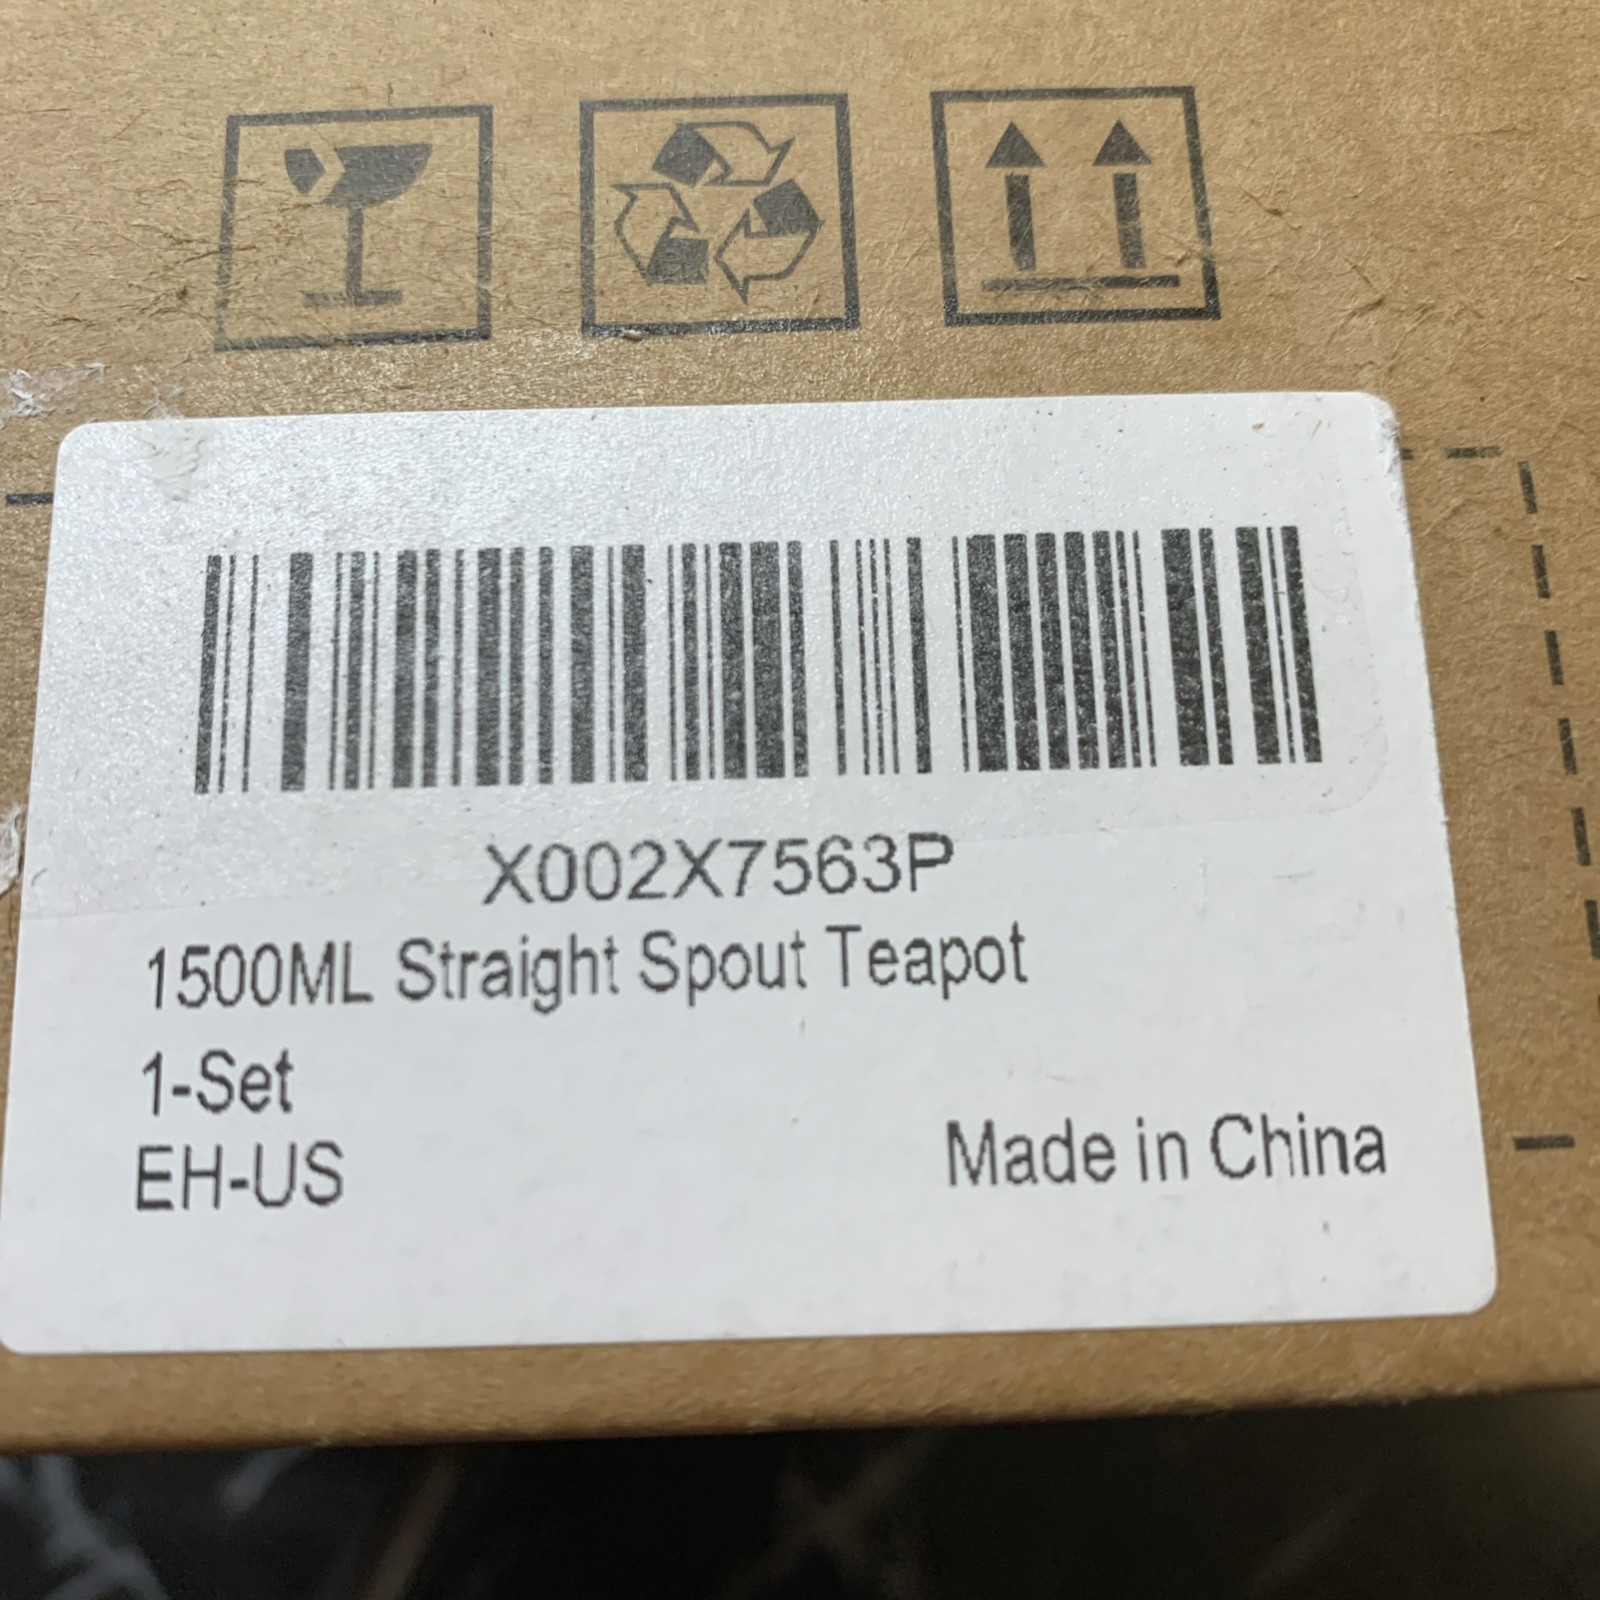 X002X7563P
1500ML Straight Spout Teapot
1-Set
EH-US
Made in China